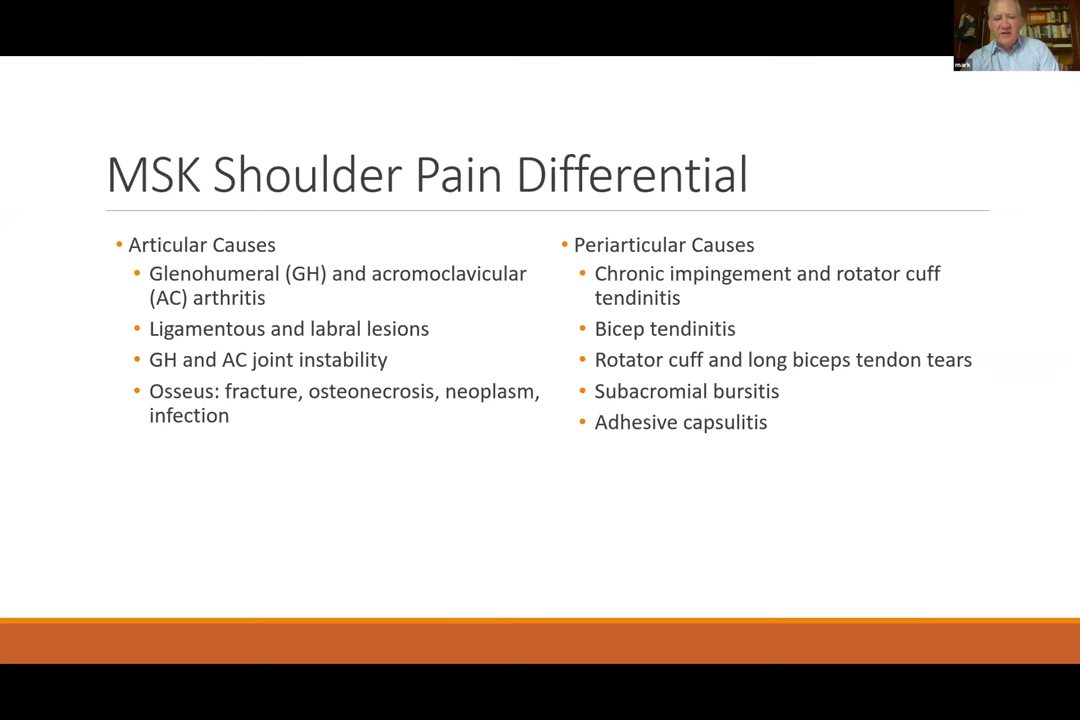 mark
MSK Shoulder Pain Differential
• Articular Causes
• Glenohumeral (GH) and acromoclavicular
(AC) arthritis
• Ligamentous and labral lesions
• GH and AC joint instability
• Osseus: fracture, osteonecrosis, neoplasm,
infection
• Periarticular Causes
• Chronic impingement and rotator cuff
tendinitis
• Bicep tendinitis
• Rotator cuff and long biceps tendon tears
• Subacromial bursitis
• Adhesive capsulitis